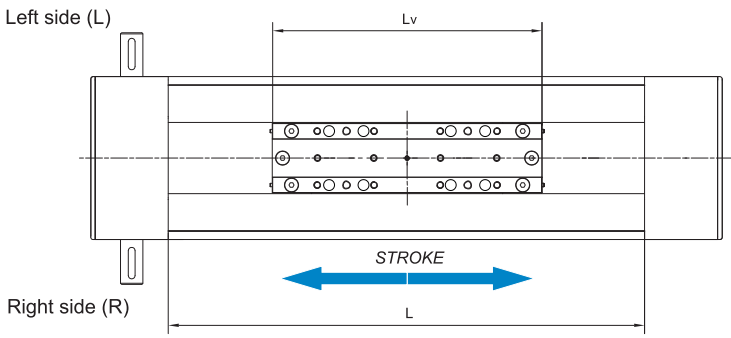 Left side (L)
Lv
STROKE
Right side (R)
L